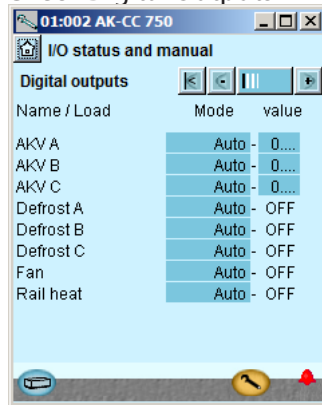 01:002 AK-CC 750
I/O status and manual
Digital outputs
Name / Load Mode value
AKV A Auto - 0....
AKV B Auto - 0....
AKV C Auto - 0....
Defrost A Auto - OFF
Defrost B Auto - OFF
Defrost C Auto - OFF
Fan Auto - OFF
Rail heat Auto - OFF